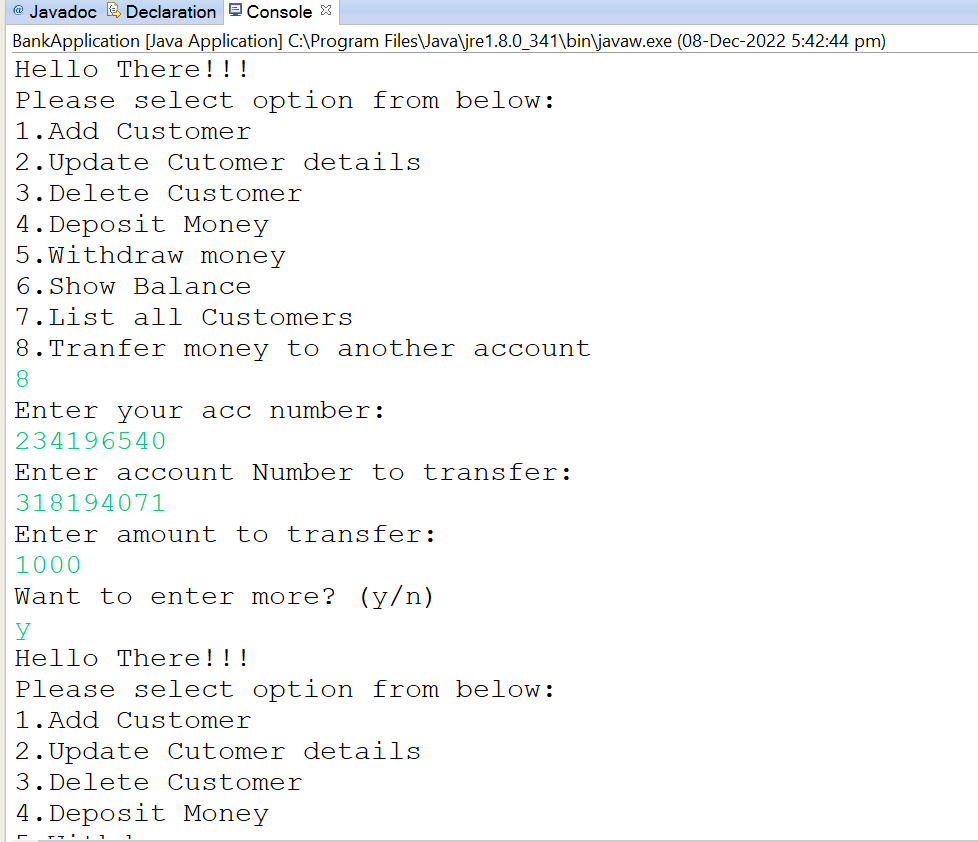 @ Javadoc Declaration Console
BankApplication [Java Application] C:\Program Files\Java\jre1.8.0_341\bin\javaw.exe (08-Dec-2022 5:42:44 pm)
Hello There!!!
Please select option from below:
1.Add Customer
2.Update Cutomer details
3.Delete Customer
4.Deposit Money
5.Withdraw money
6.Show Balance
7.List all Customers
8.Tranfer money to another account
8
Enter your acc number:
234196540
Enter account Number to transfer:
318194071
Enter amount to transfer:
1000
Want to enter more? (y/n)
y
Hello There!!!
Please select option from below:
1.Add Customer
2.Update Cutomer details
3.Delete Customer
4.Deposit Money